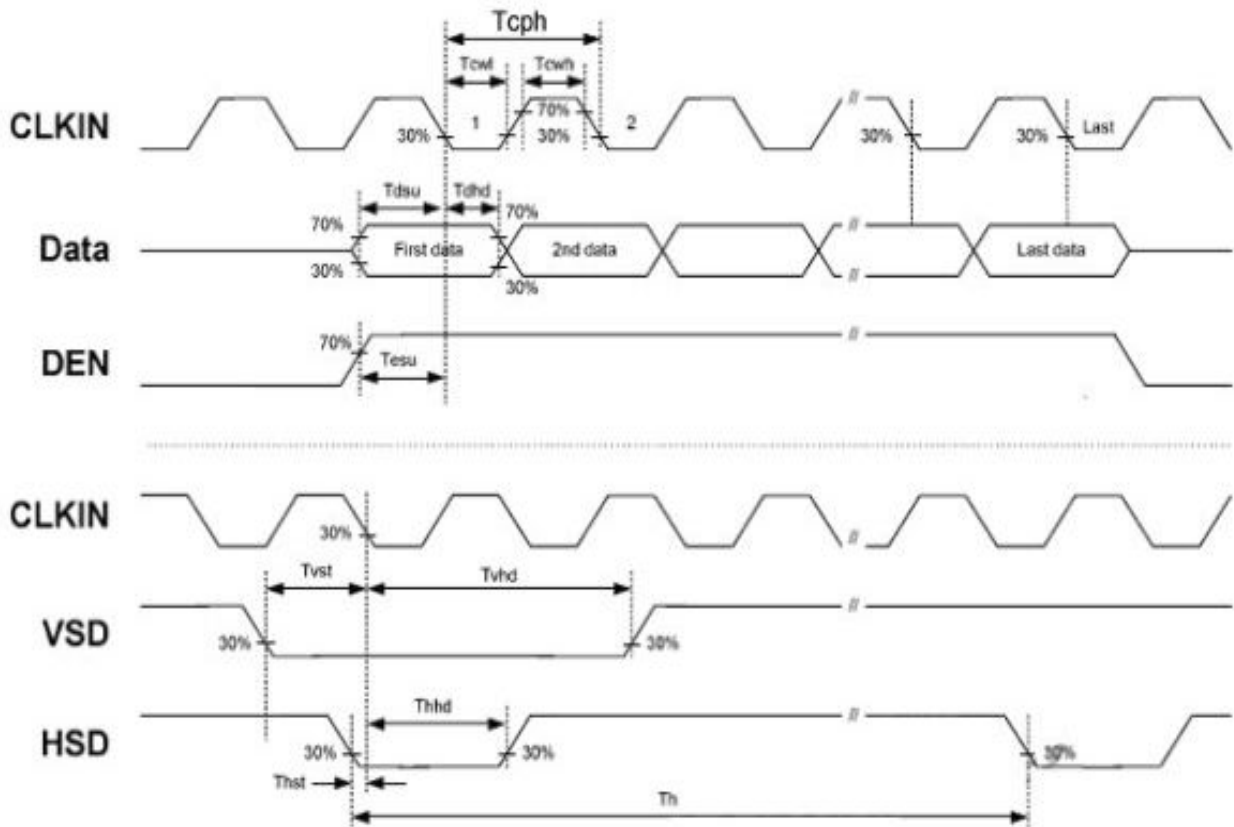 Tcph
Tcwl Tcwh
CLKIN 30% 1 70% 30% 2 // 30% 30% Last
Tdsu Tdhd
70% 70%
Data First data 2nd data // Last data
30% 30%
DEN 70% //
Tesu
CLKIN 30% //
Tvst Tvhd
VSD 30% 30% //
Thhd
HSD 30% 30% // 30%
Thst
Th